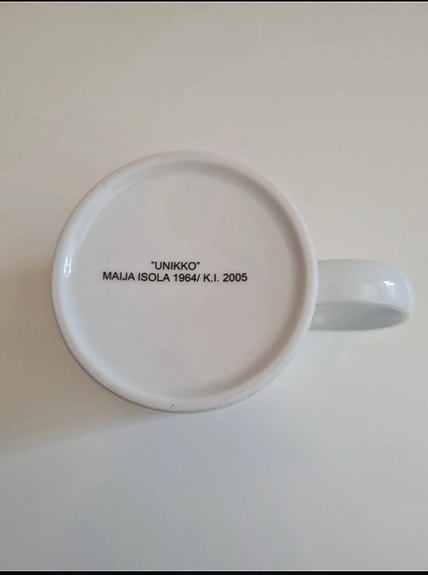 "UNIKKO"
MAIJA ISOLA 1964/ K.I. 2005